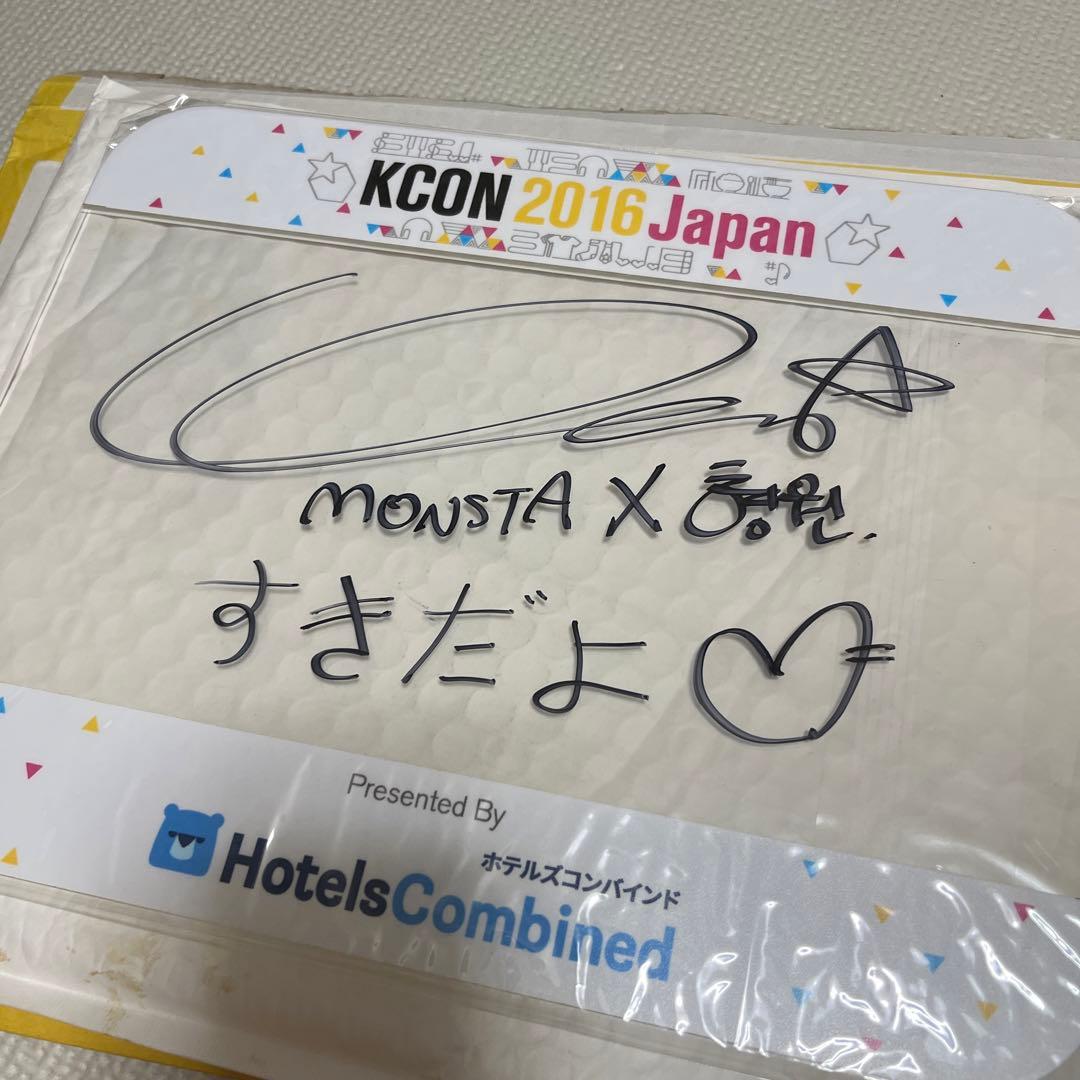 KCON 2016 Japan
MONSTA X 형원.
すきだよ
Presented By
ホテルズコンバインド
HotelsCombined